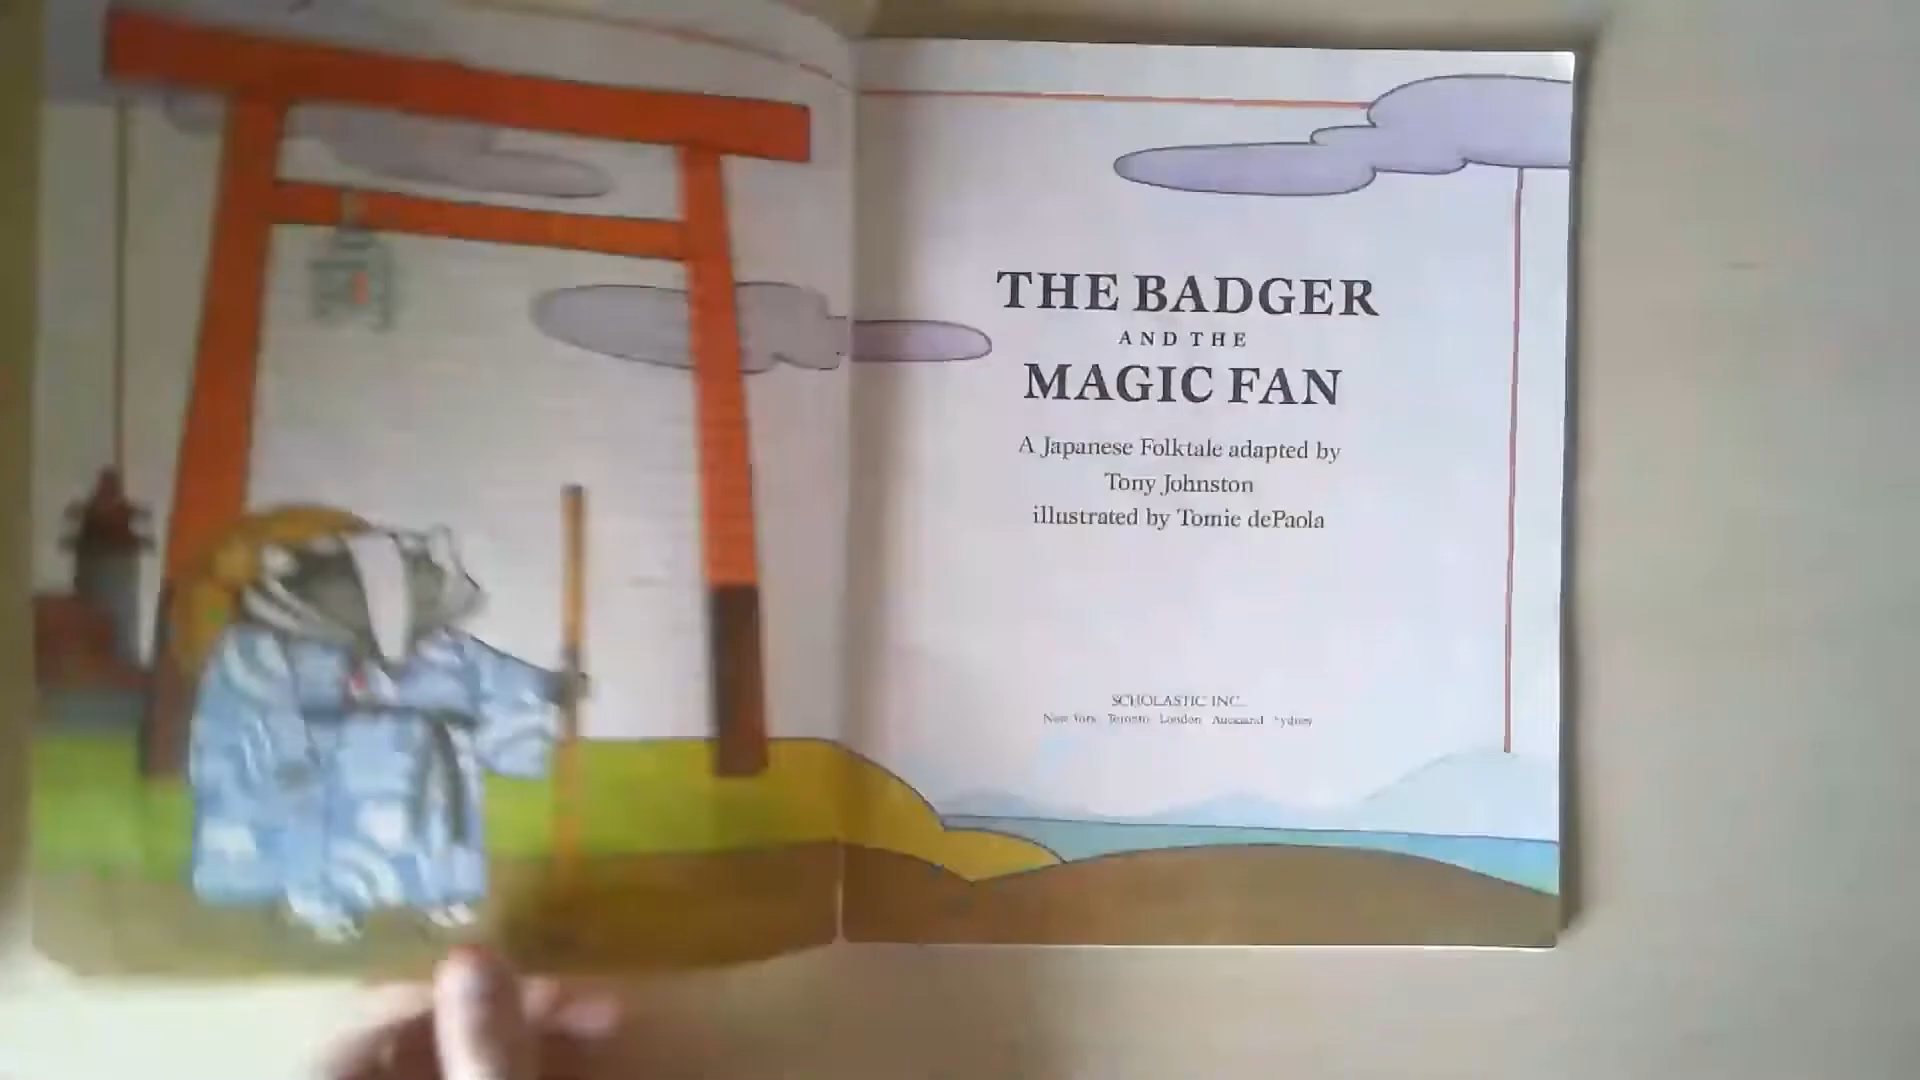 THE BADGER
AND THE
MAGIC FAN
A Japanese Folktale adapted by
Tony Johnston
illustrated by Tomie dePaola
SCHOLASTIC INC.
New York Toronto London Auckland Sydney